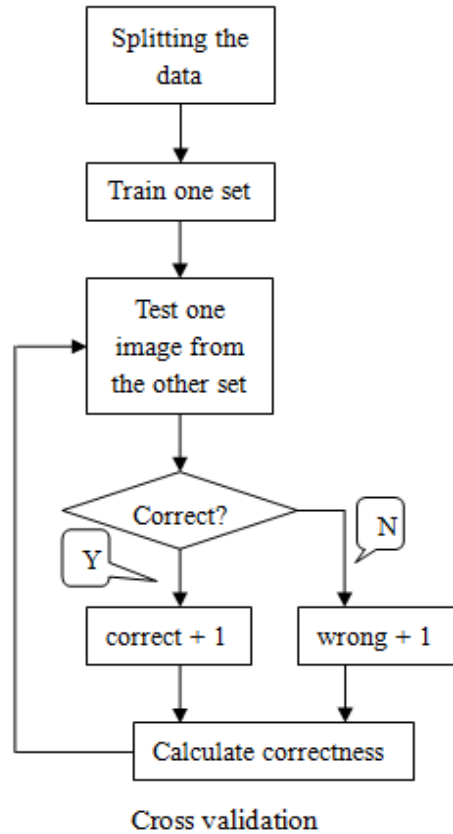 Splitting the
data
Train one set
Test one
image from
the other set
Correct?
Y
N
correct + 1
wrong + 1
Calculate correctness
Cross validation